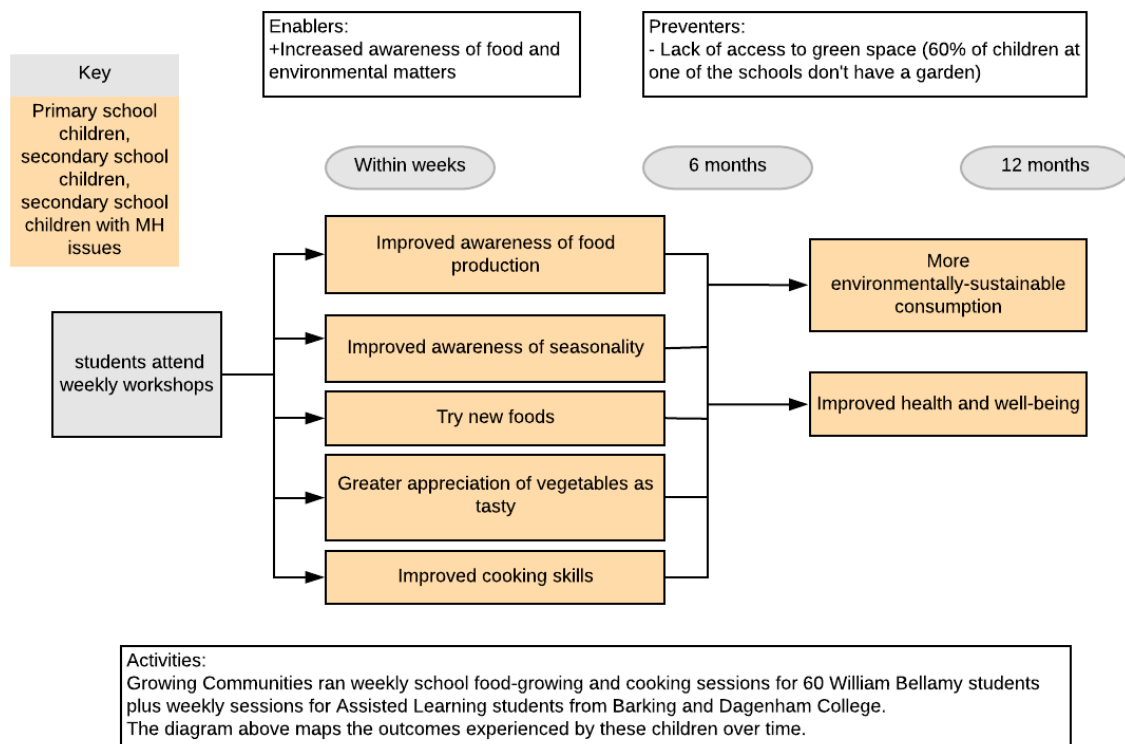 Enablers:
+Increased awareness of food and
environmental matters
Preventers:
- Lack of access to green space (60% of children at
one of the schools don't have a garden)
Key
Primary school
children,
secondary school
children,
secondary school
children with MH
issues
Within weeks
6 months
12 months
students attend
weekly workshops
Improved awareness of food
production
Improved awareness of seasonality
Try new foods
Greater appreciation of vegetables as
tasty
Improved cooking skills
More
environmentally-sustainable
consumption
Improved health and well-being
Activities:
Growing Communities ran weekly school food-growing and cooking sessions for 60 William Bellamy students
plus weekly sessions for Assisted Learning students from Barking and Dagenham College.
The diagram above maps the outcomes experienced by these children over time.